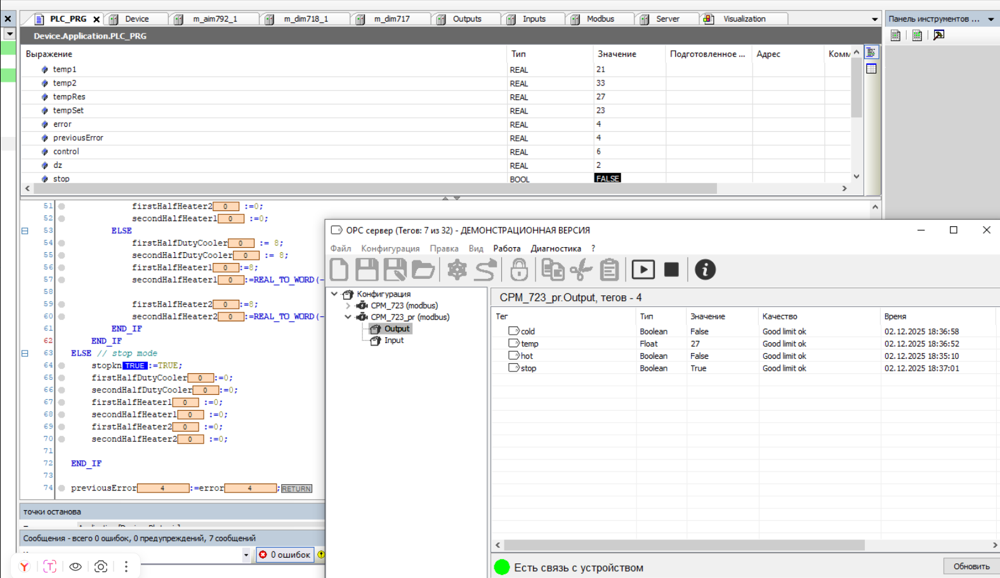 PLC_PRG
Device
m_aim792_1
m_dim718_1
m_dim717
Outputs
Inputs
Modbus
Server
Visualization
Панель инструментов ...
Device.Application.PLC_PRG
Выражение Тип Значение Подготовленное ... Адрес Комм
temp1 REAL 21
temp2 REAL 33
tempRes REAL 27
tempSet REAL 23
error REAL 4
previousError REAL 4
control REAL 6
dz REAL 2
stop BOOL FALSE
51 firstHalfHeater2 0 :=0;
52 secondHalfHeater1 0 :=0;
53 ELSE
54 firstHalfDutyCooler 0 := 8;
55 secondHalfDutyCooler 0 := 8;
56 firstHalfHeater1 0 :=8;
57 secondHalfHeater1 0 :=REAL_TO_WORD(-
58
59 firstHalfHeater2 0 :=8;
60 secondHalfHeater2 0 :=REAL_TO_WORD(-
61 END_IF
62 END_IF
63 ELSE // stop mode
64 stopkn TRUE :=TRUE;
65 firstHalfDutyCooler 0 :=0;
66 secondHalfDutyCooler 0 :=0;
67 firstHalfHeater1 0 :=0;
68 secondHalfHeater1 0 :=0;
69 firstHalfHeater2 0 :=0;
70 secondHalfHeater2 0 :=0;
71
72 END_IF
73
74 previousError 4 :=error 4 ; RETURN
точки останова
Сообщения - всего 0 ошибок, 0 предупреждений, 7 сообщений
0 ошибок
OPC сервер (Тегов: 7 из 32) - ДЕМОНСТРАЦИОННАЯ ВЕРСИЯ
Файл Конфигурация Правка Вид Работа Диагностика ?
Конфигурация
CPM_723 (modbus)
CPM_723_pr (modbus)
Output
Input
CPM_723_pr.Output, тегов - 4
Тег Тип Значение Качество Время
cold Boolean False Good limit ok 02.12.2025 18:36:58
temp Float 27 Good limit ok 02.12.2025 18:36:52
hot Boolean False Good limit ok 02.12.2025 18:35:10
stop Boolean True Good limit ok 02.12.2025 18:37:01
Есть связь с устройством
Обновить